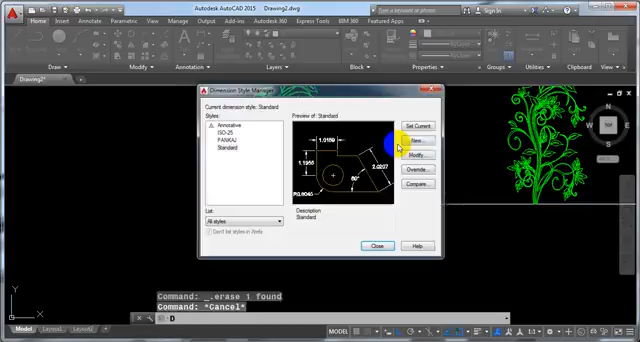 Autodesk AutoCAD 2015 Drawing2.dwg
Type a keyword or phrase
Sign In
Home Insert Annotate Parametric View Manage Output Add-ins Autodesk 360 Express Tools BIM 360 Featured Apps
Draw Modify Layers Block Properties Groups Utilities Clipboard View
Drawing2*
Dimension Style Manager
Current dimension style: Standard
Styles:
Annotative
ISO-25
PANKAJ
Standard
Preview of: Standard
1.0159
1.1955
2.0207
60°
R0.8045
Set Current
New...
Modify...
Override...
Compare...
List:
All styles
Don't list styles in Xrefs
Description
Standard
Close
Help
TOP
N
W
E
S
Y
X
Command: _.erase 1 found
Command: *Cancel*
D
Model Layout1 Layout2
MODEL
1:1